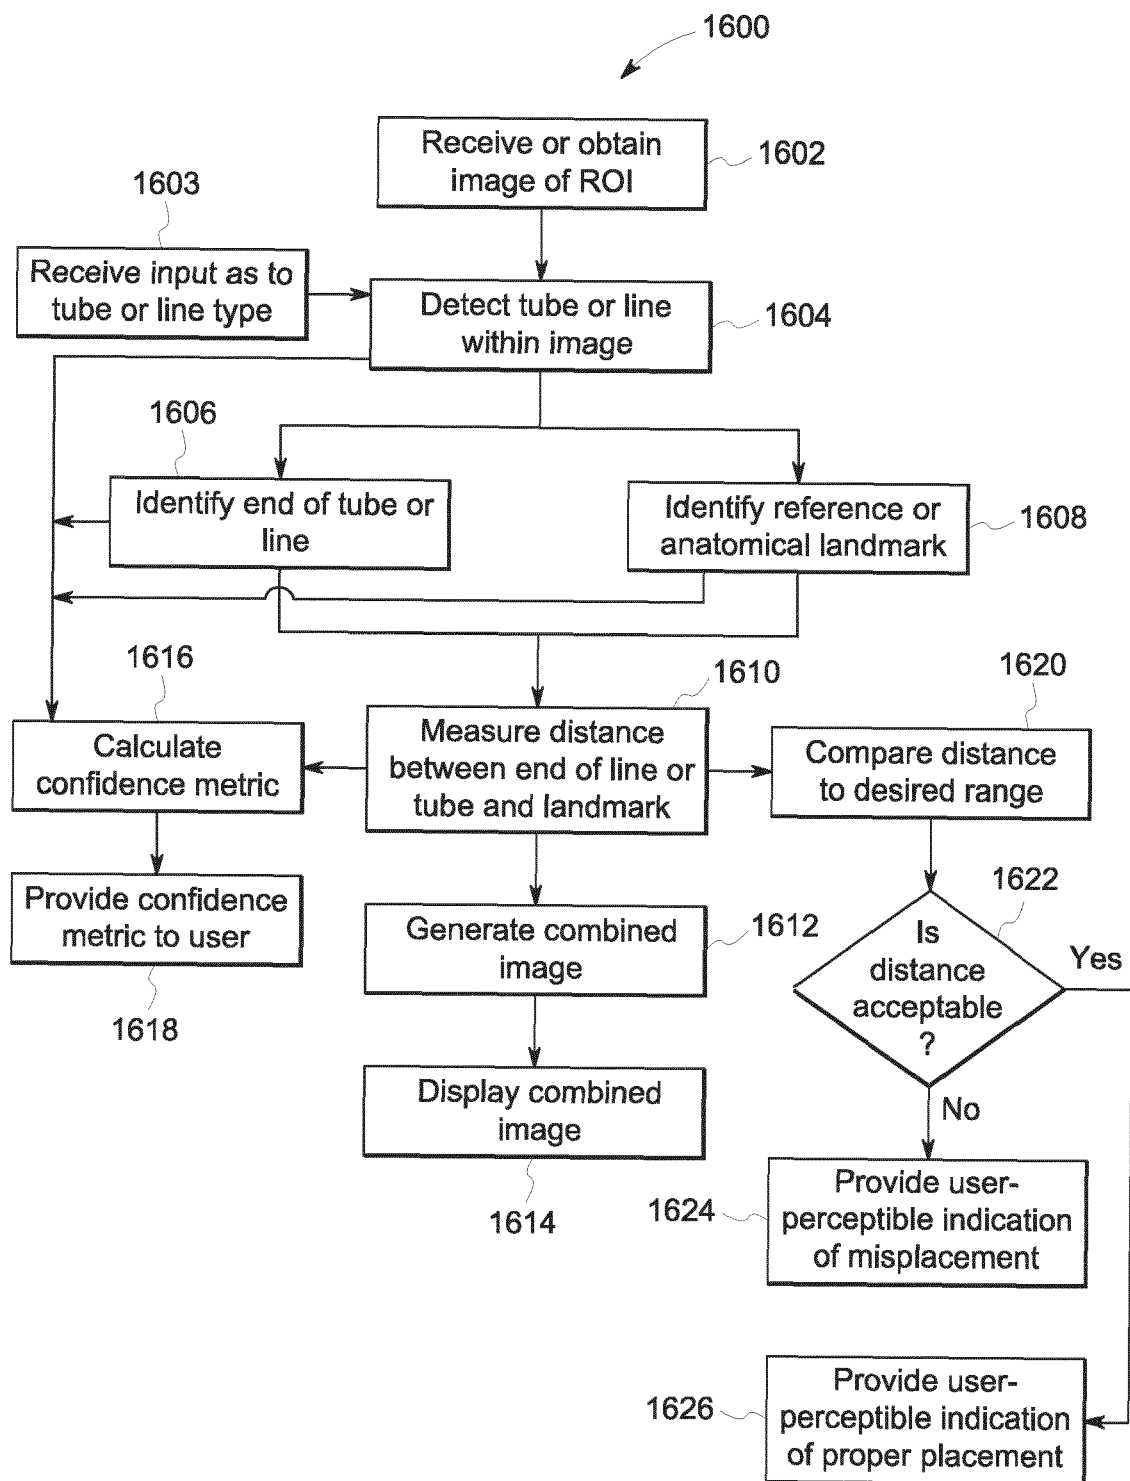 1600
Receive or obtain
image of ROI
1602
1603
Receive input as to
tube or line type
Detect tube or line
within image
1604
1606
Identify end of tube or
line
Identify reference or
anatomical landmark
1608
1616
Calculate
confidence metric
1610
Measure distance
between end of line or
tube and landmark
1620
Compare distance
to desired range
Provide confidence
metric to user
1618
Generate combined
image
1612
1622
Is
distance
acceptable
?
Yes
No
Display combined
image
1614
1624
Provide user-
perceptible indication
of misplacement
1626
Provide user-
perceptible indication
of proper placement